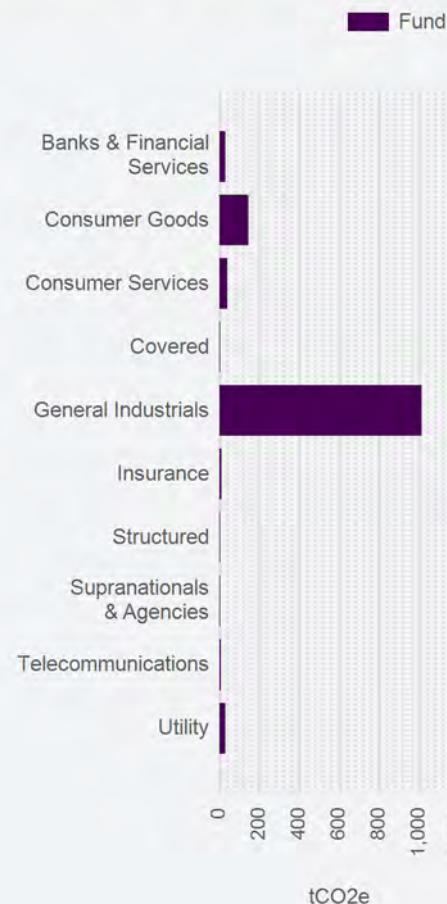 Fund
Banks & Financial
Services
Consumer Goods
Consumer Services
Covered
General Industrials
Insurance
Structured
Supranationals
& Agencies
Telecommunications
Utility
0
200
400
600
800
1,000
tCO2e